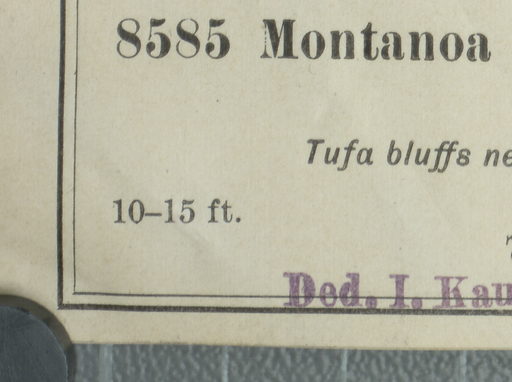 8585 Montanoa
Tufa bluffs ne
10–15 ft.
Ded. I. Kau